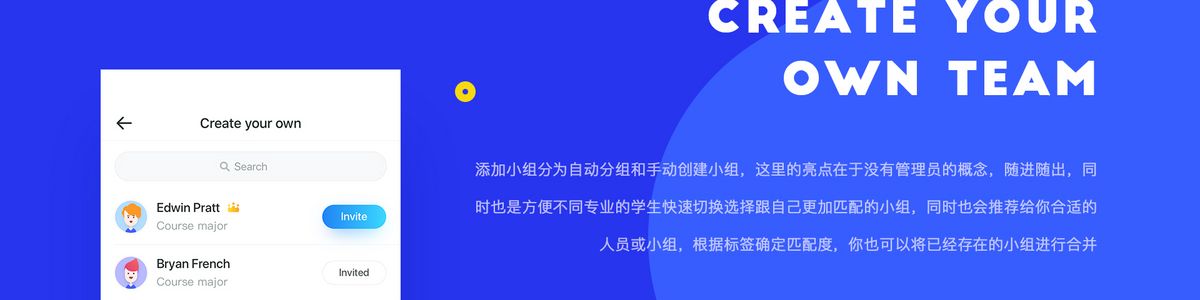 CREATE YOUR
OWN TEAM
Create your own
Search
Edwin Pratt
Course major
Invite
Bryan French
Course major
Invited
添加小组分为自动分组和手动创建小组，这里的亮点在于没有管理员的概念，随进随出，同
时也是方便不同专业的学生快速切换选择跟自己更加匹配的小组，同时也会推荐给你合适的
人员或小组，根据标签确定匹配度，你也可以将已经存在的小组进行合并